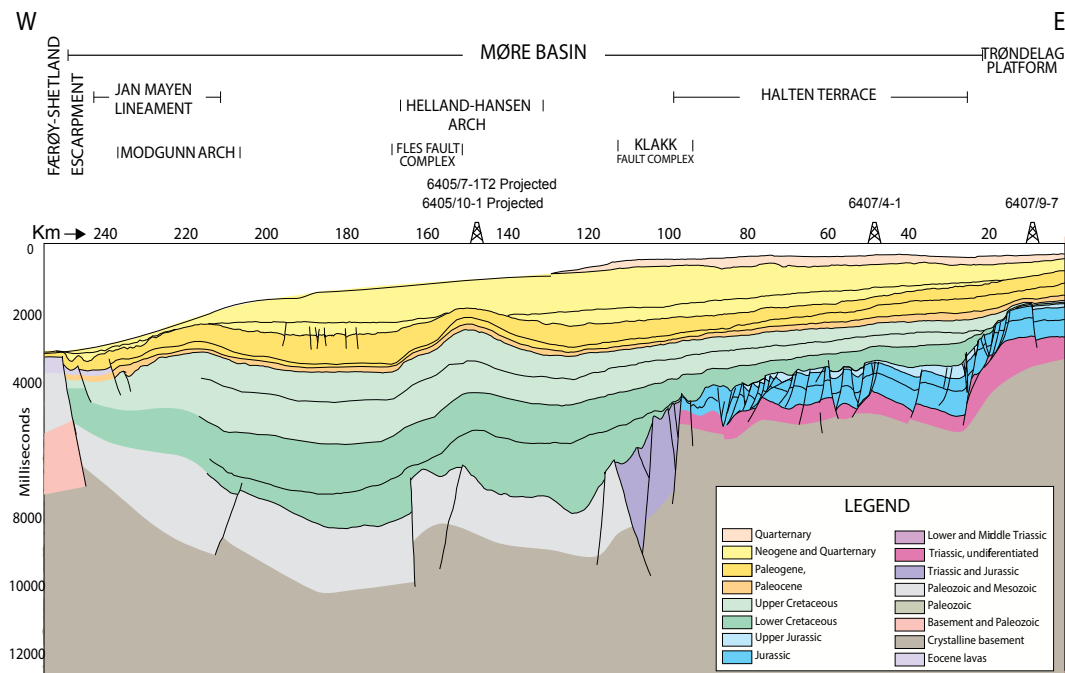 W
E
MØRE BASIN
FÆRØY-SHETLAND
ESCARPMENT
TRØNDELAG
PLATFORM
JAN MAYEN
LINEAMENT
HELLAND-HANSEN
ARCH
HALTEN TERRACE
MODGUNN ARCH
FLES FAULT
COMPLEX
KLAKK
FAULT COMPLEX
6405/7-1T2 Projected
6405/10-1 Projected
6407/4-1
6407/9-7
Km
240 220 200 180 160 140 120 100 80 60 40 20
0
2000
4000
Milliseconds
6000
8000
10000
12000
LEGEND
Quarternary
Neogene and Quarternary
Paleogene,
Paleocene
Upper Cretaceous
Lower Cretaceous
Upper Jurassic
Jurassic
Lower and Middle Triassic
Triassic, undifferentiated
Triassic and Jurassic
Paleozoic and Mesozoic
Paleozoic
Basement and Paleozoic
Crystalline basement
Eocene lavas